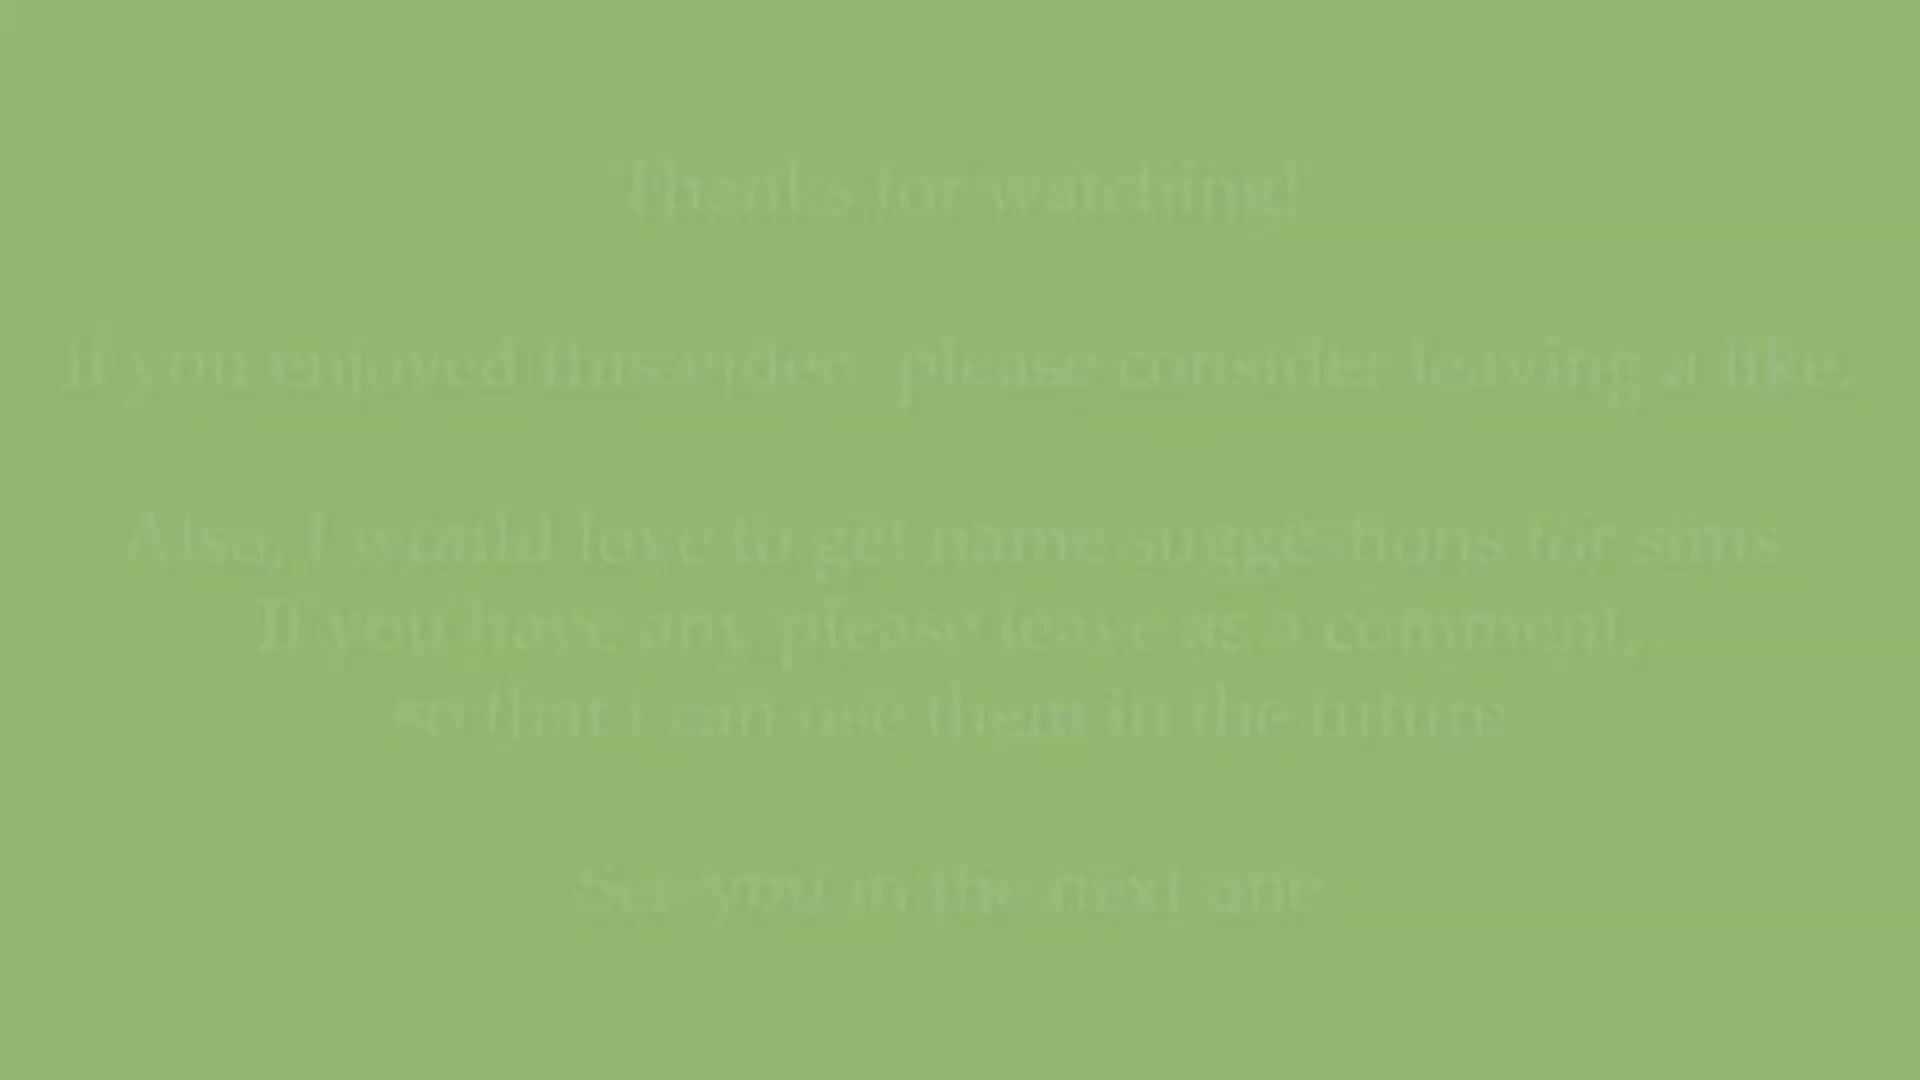 Thanks for watching!
If you enjoyed this video, please consider leaving a like.
Also, I would love to get name suggestions for sims
If you have any please leave as a comment,
so that i can use them in the future
See you in the next one